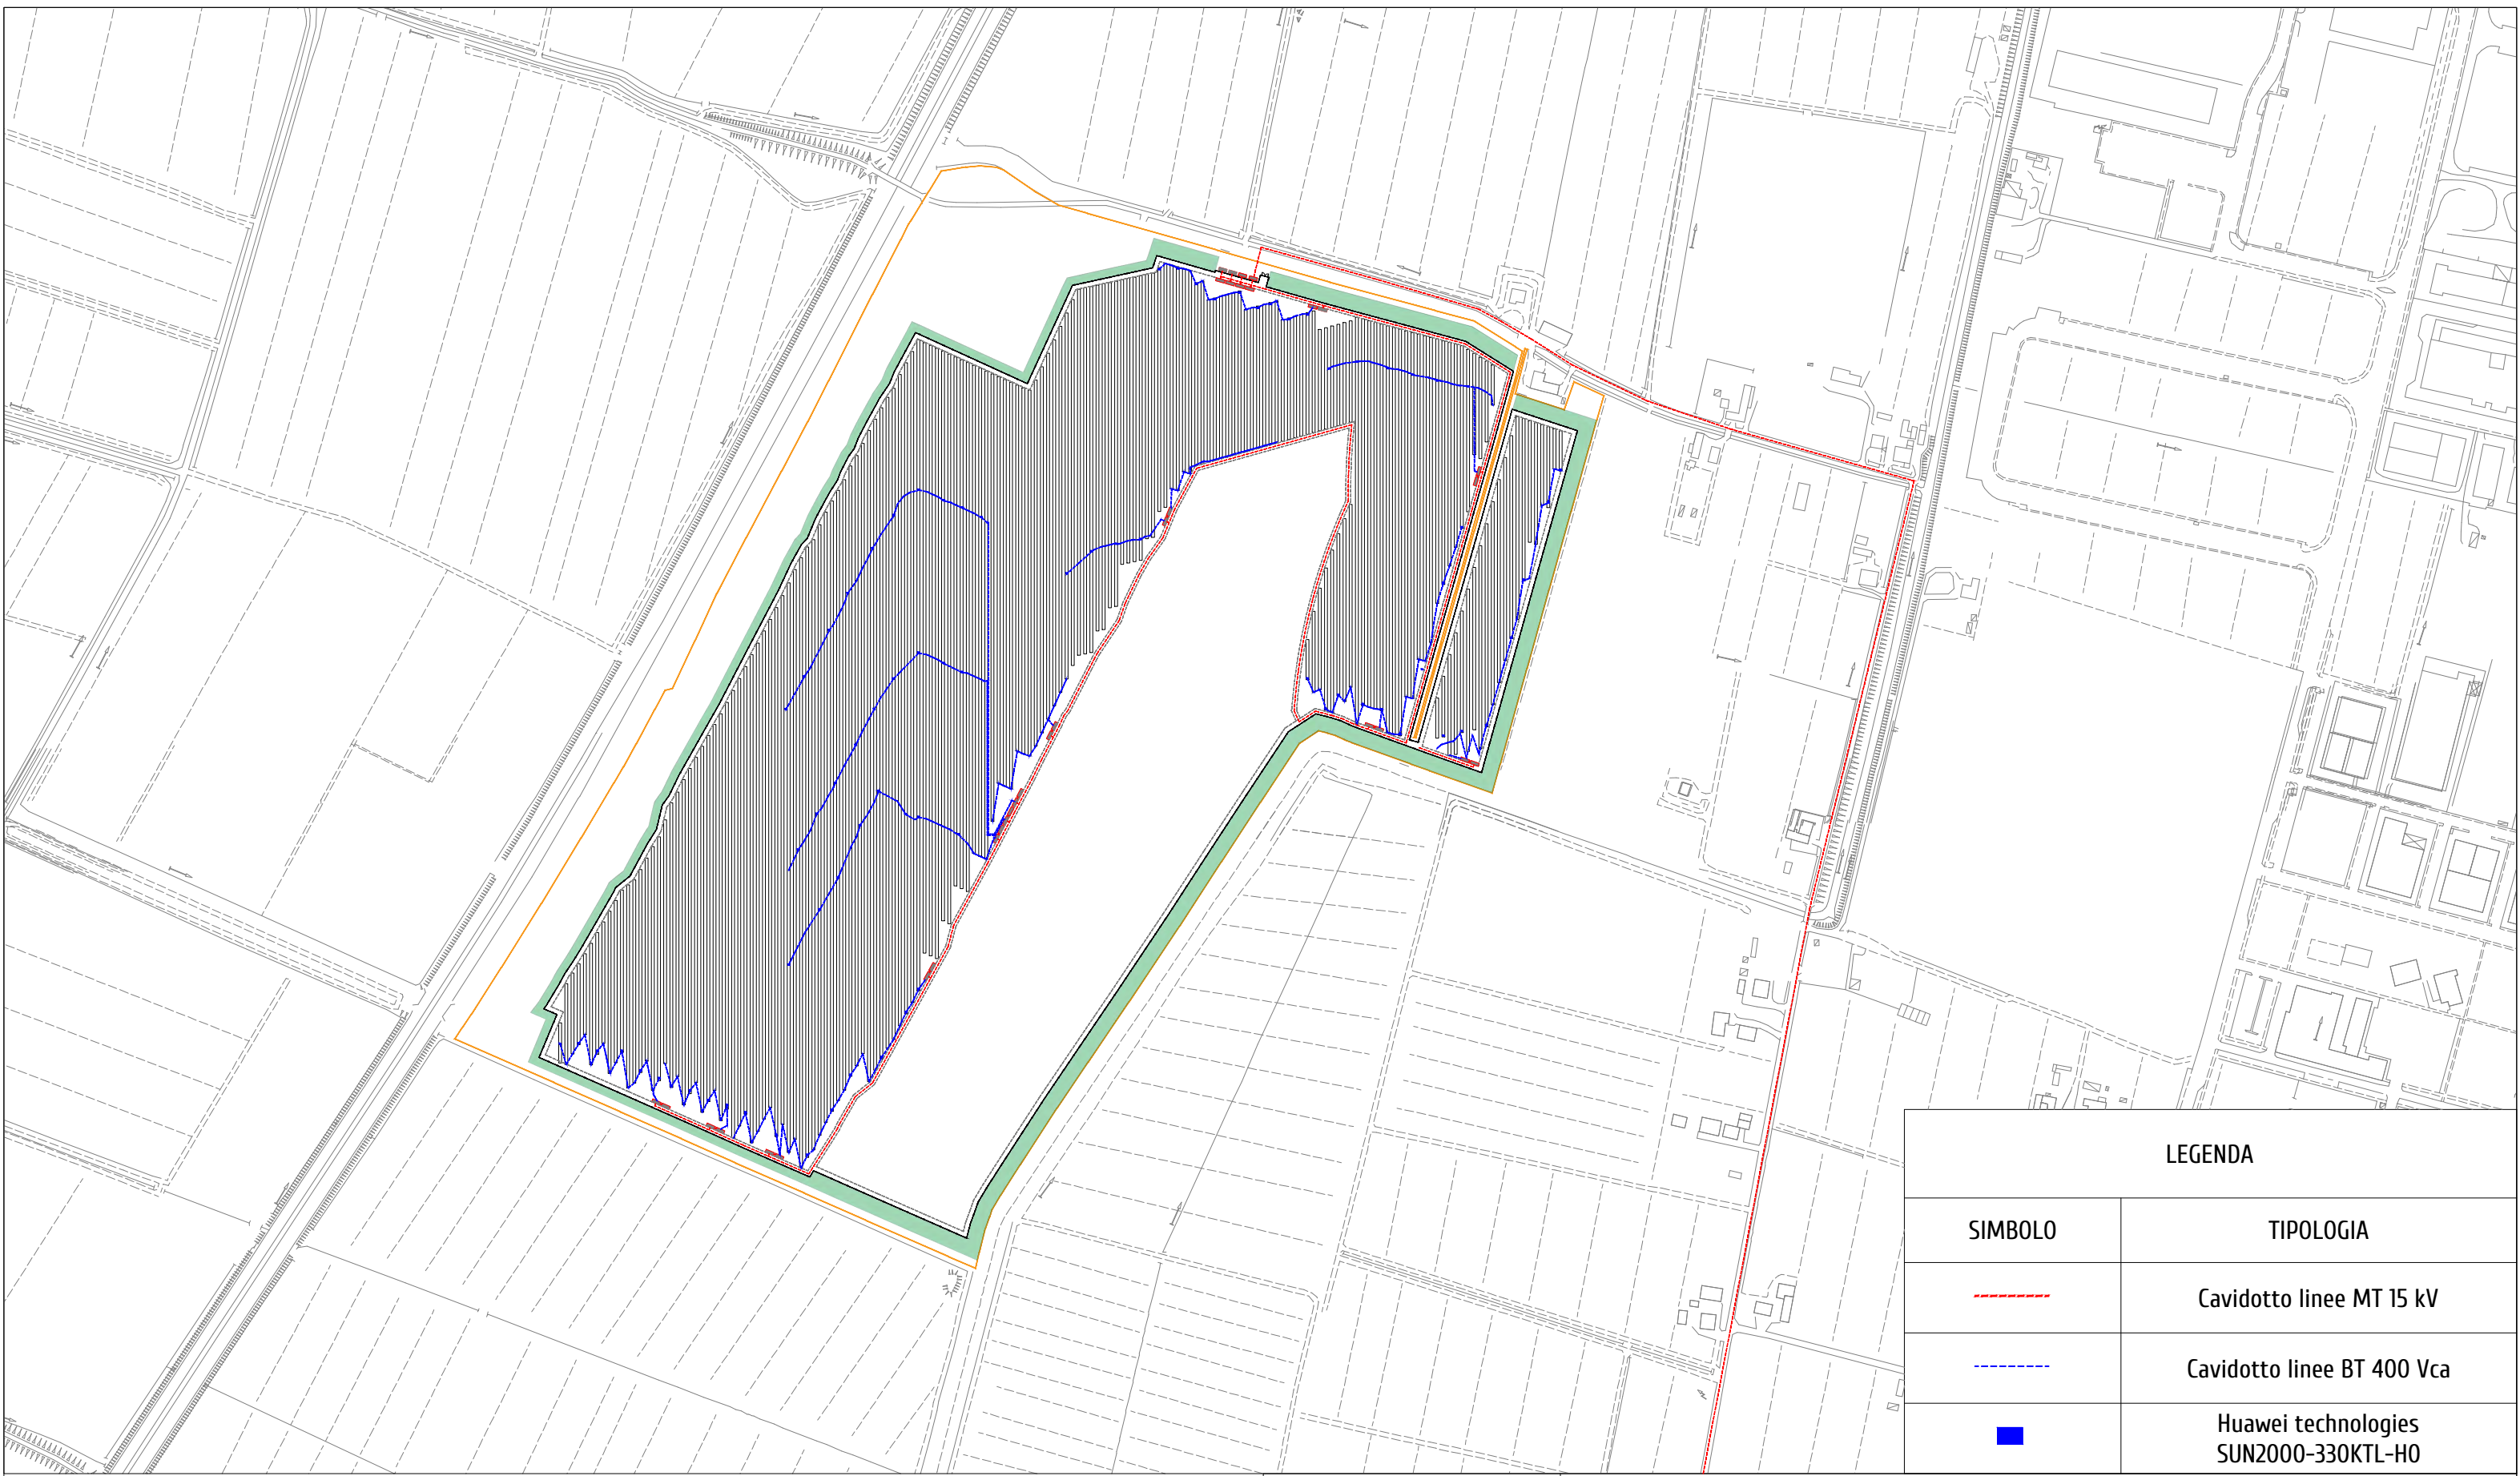 LEGENDA
SIMBOLO
TIPOLOGIA
Cavidotto linee MT 15 kV
Cavidotto linee BT 400 Vca
Huawei technologies
SUN2000-330KTL-H0